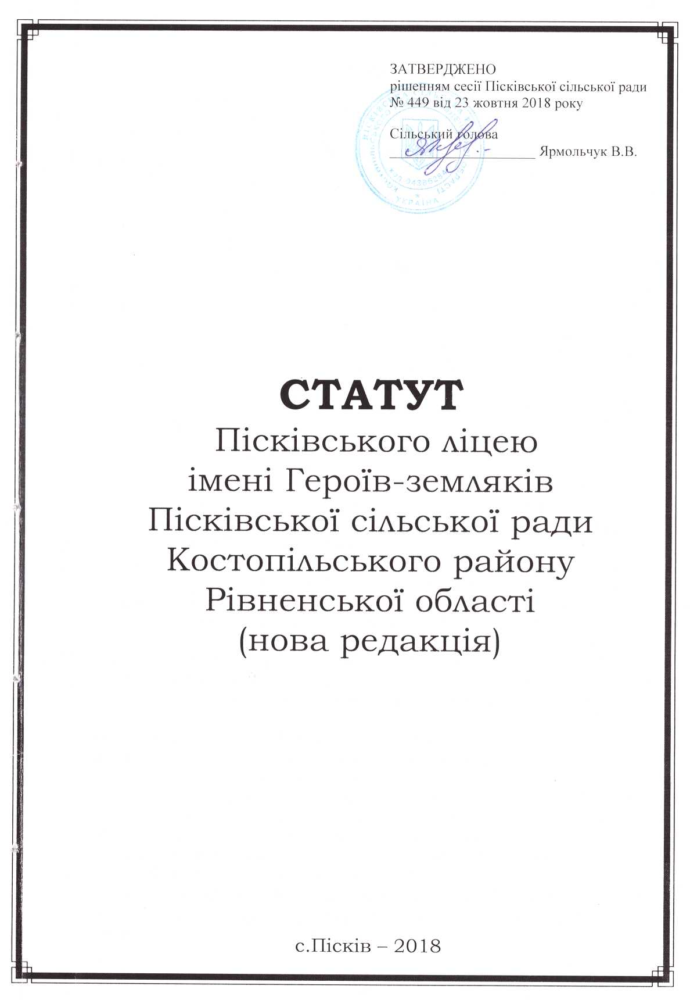 ЗАТВЕРДЖЕНО
рішенням сесії Пісківської сільської ради
№ 449 від 23 жовтня 2018 року
Сільський голова
Ярмольчук В.В.
УКРАЇНА
СТАТУТ
Пісківського ліцею
імені Героїв-земляків
Пісківської сільської ради
Костопільського району
Рівненської області
(нова редакція)
с.Пісків – 2018